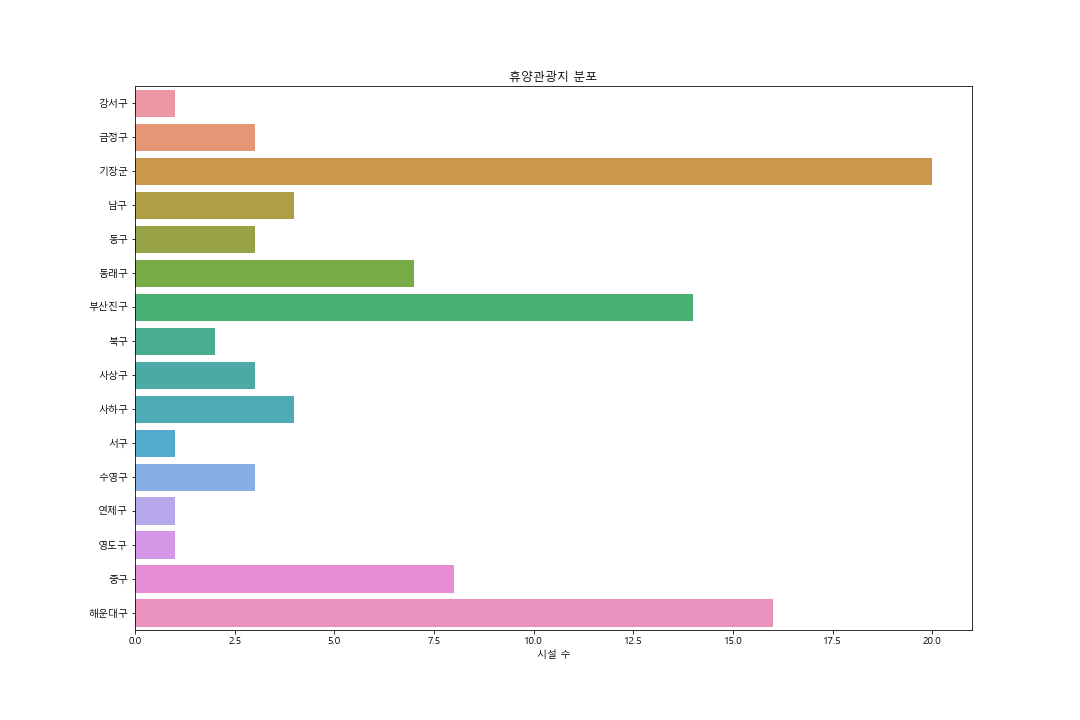 휴양관광지 분포
강서구
금정구
기장군
남구
동구
동래구
부산진구
북구
사상구
사하구
서구
수영구
연제구
영도구
중구
해운대구
0.0 2.5 5.0 7.5 10.0 12.5 15.0 17.5 20.0
시설 수